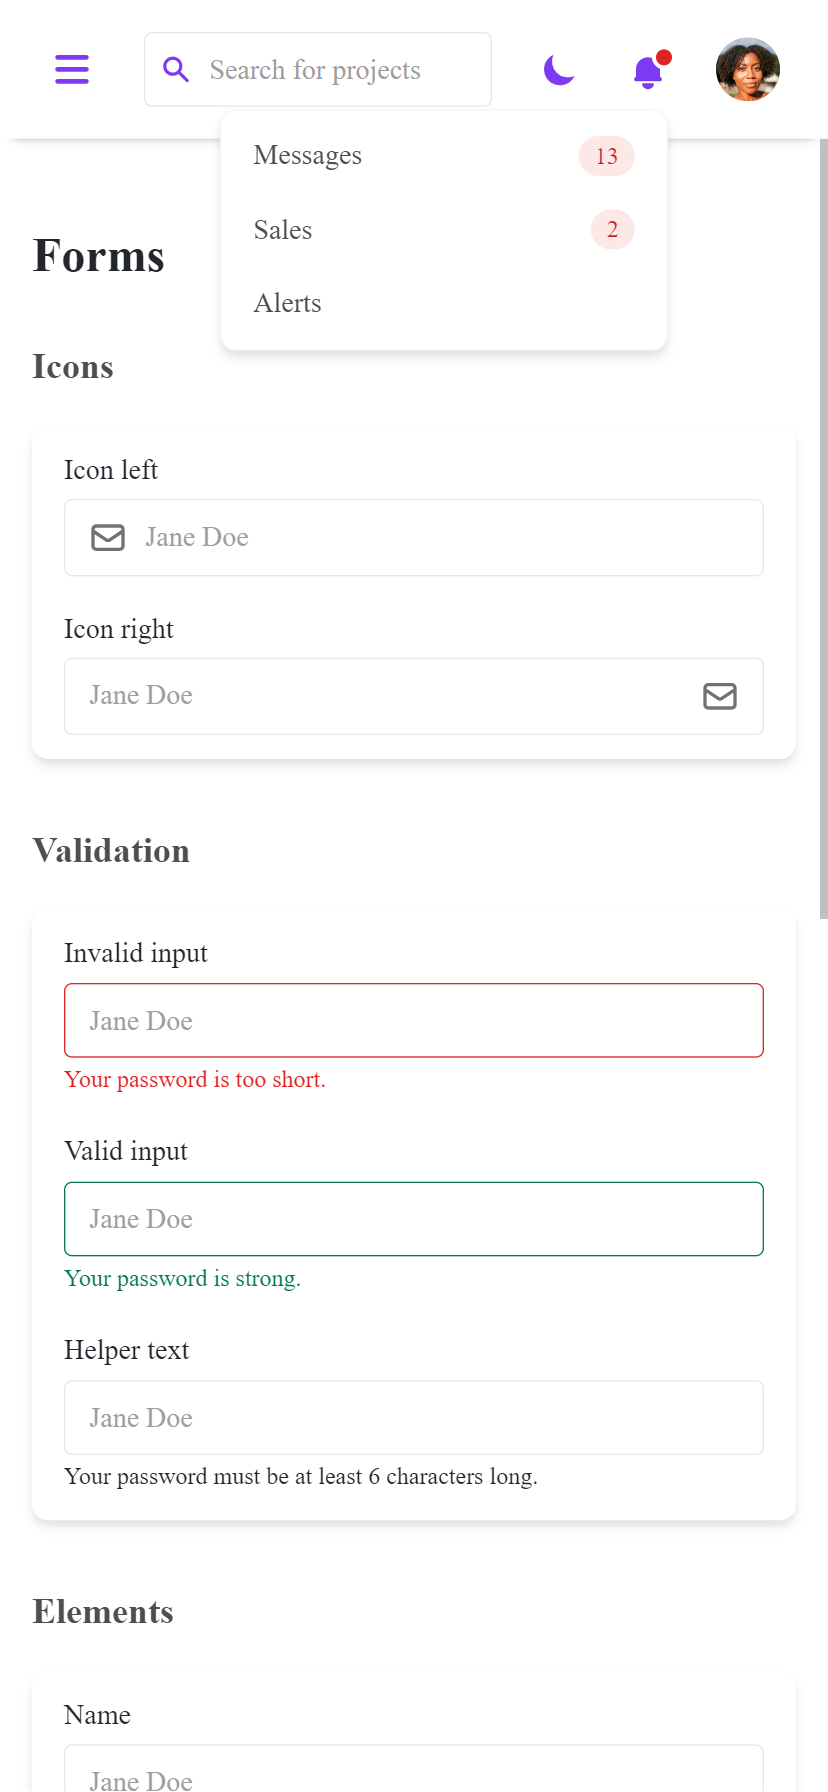 Search for projects
Messages 13
Sales 2
Alerts
Forms
Icons
Icon left
Jane Doe
Icon right
Jane Doe
Validation
Invalid input
Jane Doe
Your password is too short.
Valid input
Jane Doe
Your password is strong.
Helper text
Jane Doe
Your password must be at least 6 characters long.
Elements
Name
Jane Doe